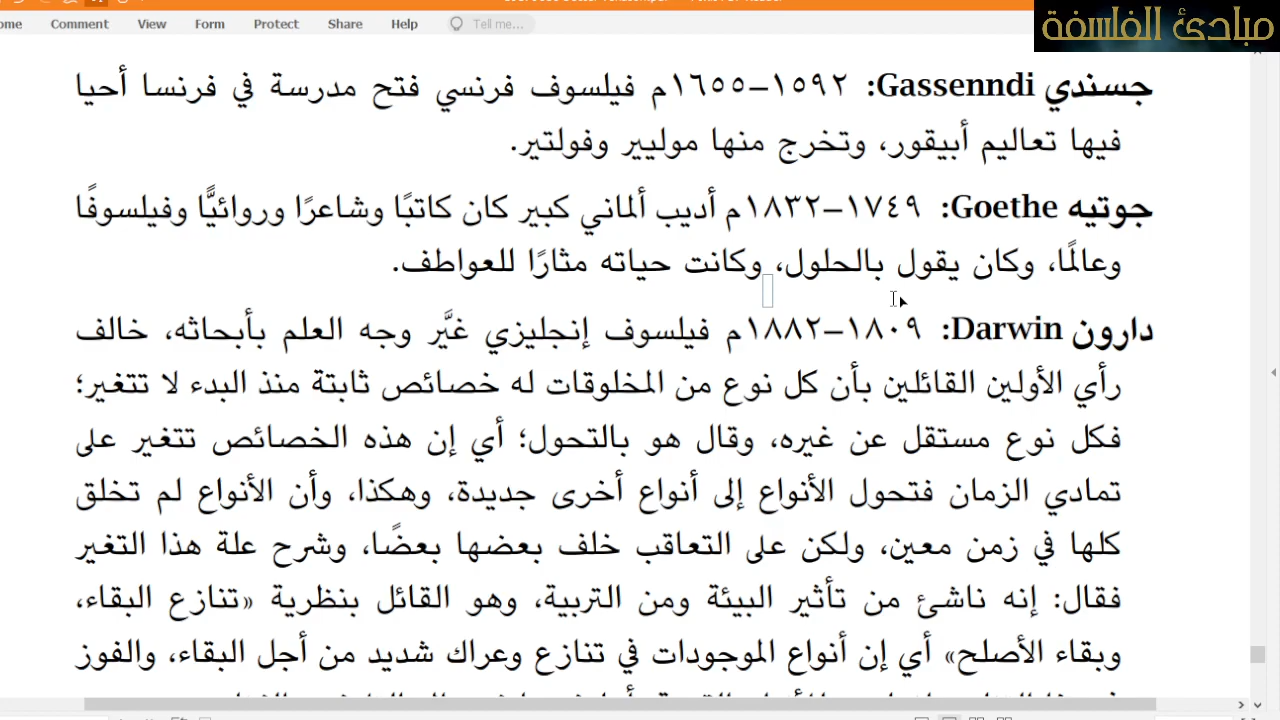 مبادئ الفلسفة
ome Comment View Form Protect Share Help Tell me...
جسندي Gassenndi: ١٥٩٢–١٦٥٥م فيلسوف فرنسي فتح مدرسة في فرنسا أحيا
فيها تعاليم أبيقور، وتخرج منها موليير وفولتير.
جوتيه Goethe: ١٧٤٩–١٨٣٢م أديب ألماني كبير كان كاتبًا وشاعرًا وروائيًّا وفيلسوفًا
وعالمًا، وكان يقول بالحلول، وكانت حياته مثارًا للعواطف.
دارون Darwin: ١٨٠٩–١٨٨٢م فيلسوف إنجليزي غيَّر وجه العلم بأبحاثه، خالف
رأي الأولين القائلين بأن كل نوع من المخلوقات له خصائص ثابتة منذ البدء لا تتغير؛
فكل نوع مستقل عن غيره، وقال هو بالتحول؛ أي إن هذه الخصائص تتغير على
تمادي الزمان فتحول الأنواع إلى أنواع أخرى جديدة، وهكذا، وأن الأنواع لم تخلق
كلها في زمن معين، ولكن على التعاقب خلف بعضها بعضًا، وشرح علة هذا التغير
فقال: إنه ناشئ من تأثير البيئة ومن التربية، وهو القائل بنظرية «تنازع البقاء،
وبقاء الأصلح» أي إن أنواع الموجودات في تنازع وعراك شديد من أجل البقاء، والفوز